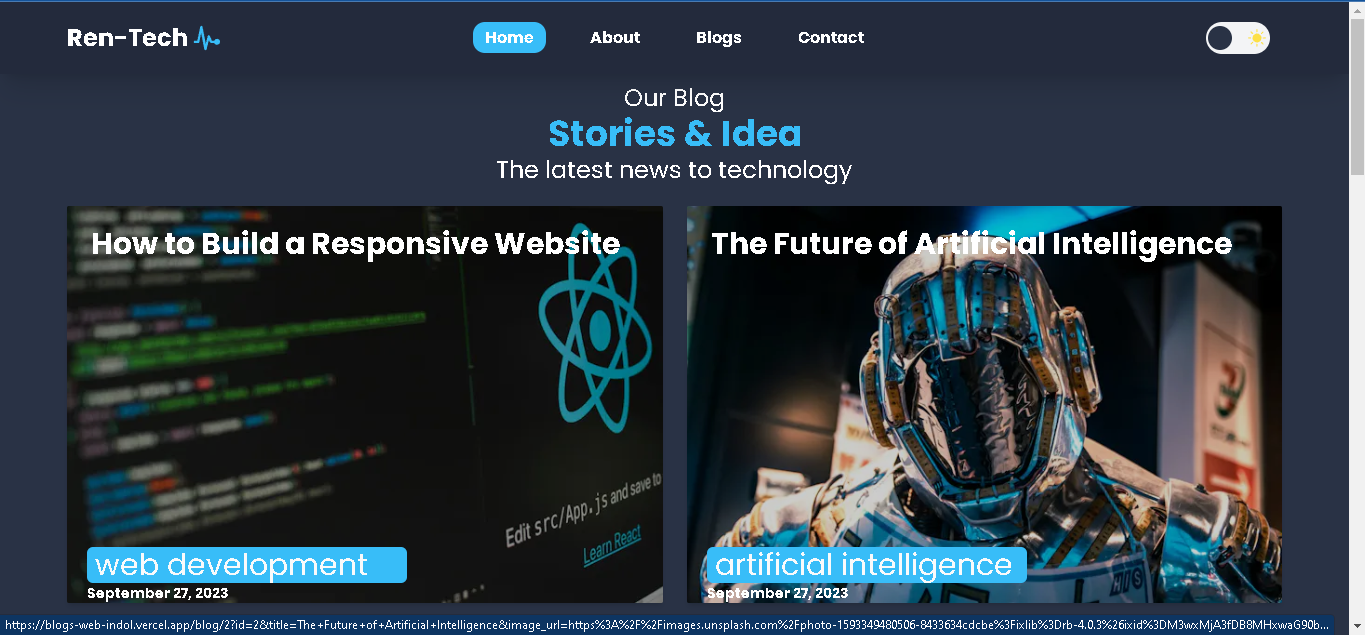 Ren-Tech
Home About Blogs Contact
Our Blog
Stories & Idea
The latest news to technology
How to Build a Responsive Website
Edit src/App.js and save to
Learn React
web development
September 27, 2023
The Future of Artificial Intelligence
artificial intelligence
September 27, 2023
https://blogs-web-indol.vercel.app/blog/2?id=2&title=The+Future+of+Artificial+Intelligence&image_url=https%3A%2F%2Fimages.unsplash.com%2Fphoto-1593349480506-8433634cdcbe%3Fixlib%3Drb-4.0.3%26ixid%3DM3wxMjA3fDB8MHxwaG90b...